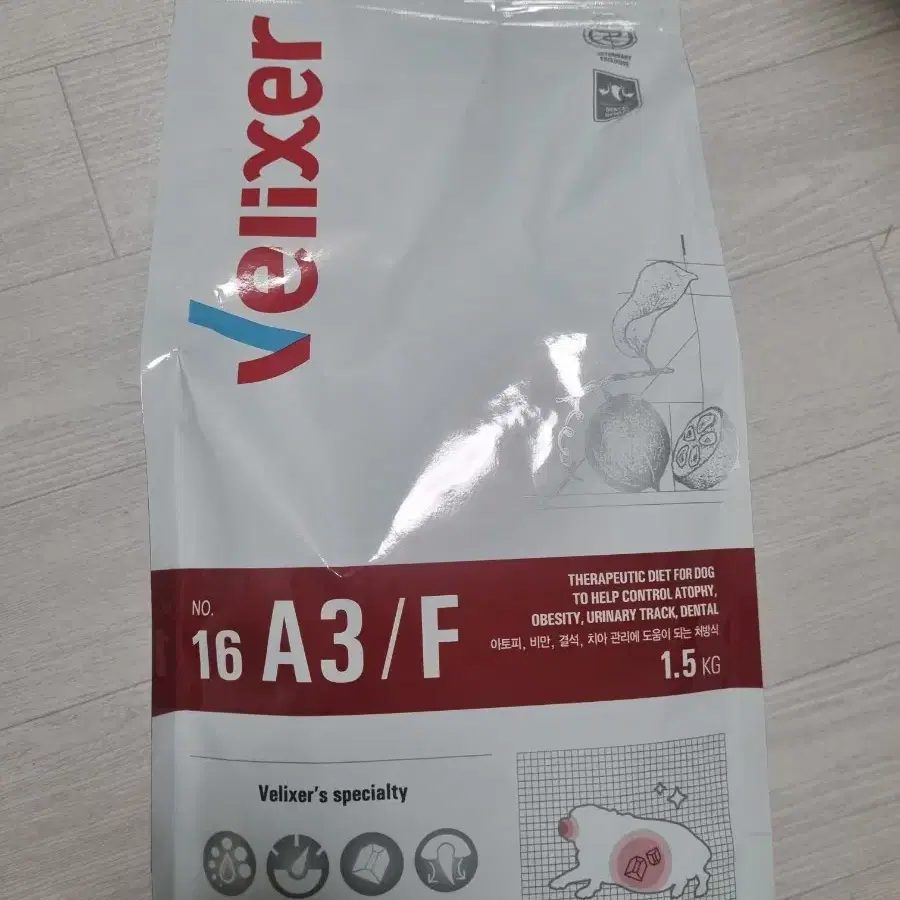 Velixer
VETERINARY
EXCLUSIVE
NO.
16 A3/F
THERAPEUTIC DIET FOR DOG
TO HELP CONTROL ATOPHY,
OBESITY, URINARY TRACK, DENTAL
아토피, 비만, 결석, 치아 관리에 도움이 되는 처방식
1.5 KG
Velixer's specialty